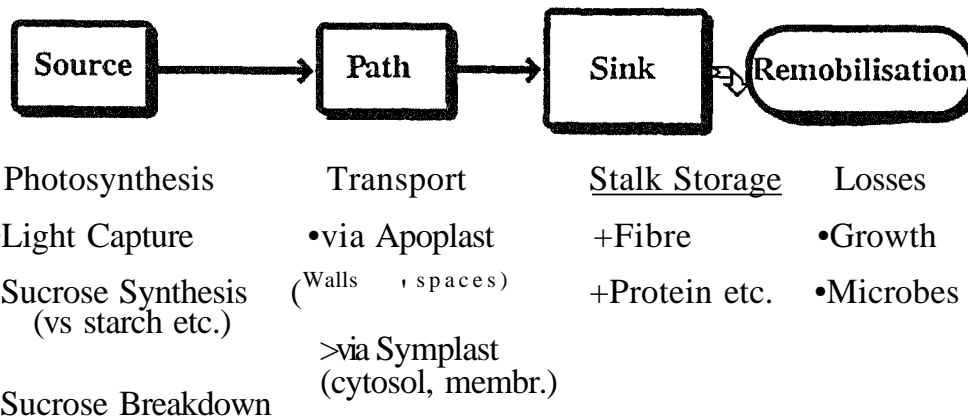 Source
Path
Sink
Remobilisation
Photosynthesis
Light Capture
Sucrose Synthesis
(vs starch etc.)
Sucrose Breakdown
Transport
•via Apoplast
(Walls , spaces)
>via Symplast
(cytosol, membr.)
Stalk Storage
+Fibre
+Protein etc.
Losses
•Growth
•Microbes